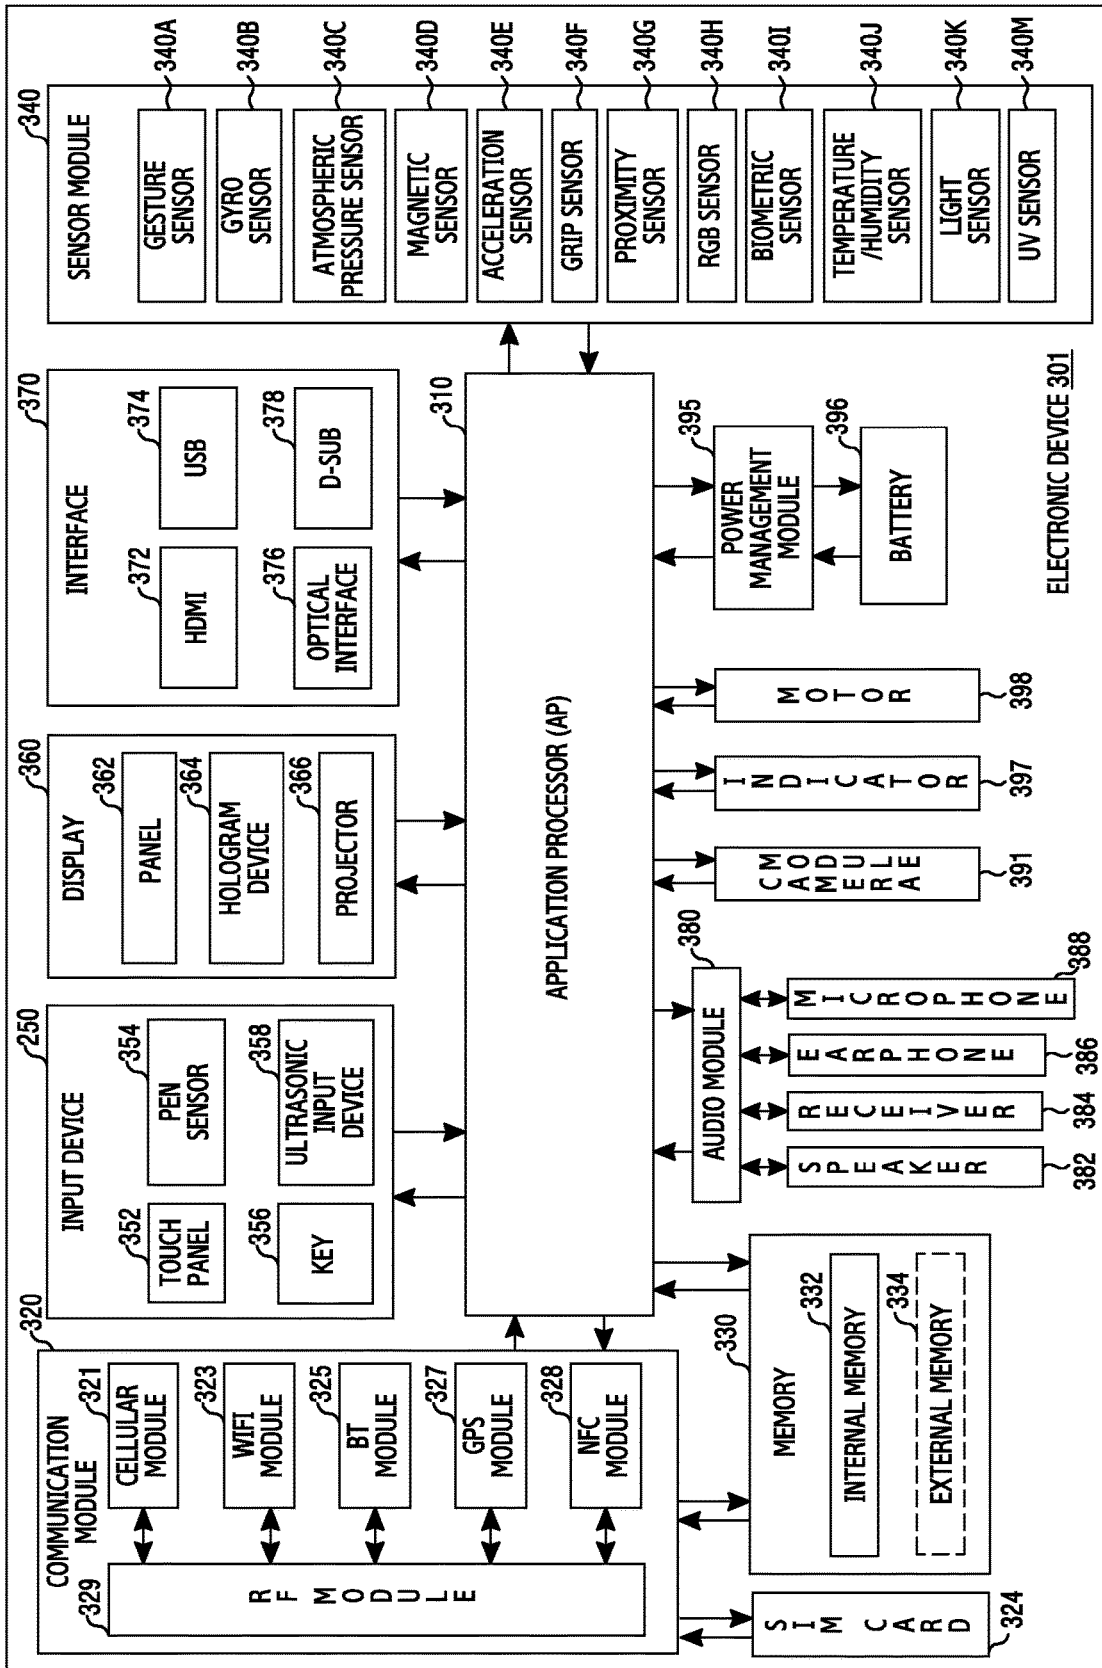 COMMUNICATION
MODULE
320
329
RF MODULE
321
CELLULAR
MODULE
323
WIFI
MODULE
325
BT
MODULE
327
GPS
MODULE
328
NFC
MODULE
250
INPUT DEVICE
352
TOUCH
PANEL
354
PEN
SENSOR
356
KEY
358
ULTRASONIC
INPUT
DEVICE
360
DISPLAY
362
PANEL
364
HOLOGRAM
DEVICE
366
PROJECTOR
370
INTERFACE
372
HDMI
374
USB
376
OPTICAL
INTERFACE
378
D-SUB
340
SENSOR MODULE
GESTURE
SENSOR
340A
GYRO
SENSOR
340B
ATMOSPHERIC
PRESSURE SENSOR
340C
MAGNETIC
SENSOR
340D
ACCELERATION
SENSOR
340E
GRIP SENSOR
340F
PROXIMITY
SENSOR
340G
RGB SENSOR
340H
BIOMETRIC
SENSOR
340I
TEMPERATURE
/HUMIDITY
SENSOR
340J
LIGHT
SENSOR
340K
UV SENSOR
340M
310
APPLICATION PROCESSOR (AP)
SIM CARD
324
330
MEMORY
332
INTERNAL MEMORY
334
EXTERNAL MEMORY
380
AUDIO MODULE
SPEAKER
382
RECEIVER
384
EARPHONE
386
MICROPHONE
388
CAMERA
MODULE
391
INDICATOR
397
MOTOR
398
395
POWER
MANAGEMENT
MODULE
396
BATTERY
ELECTRONIC DEVICE 301